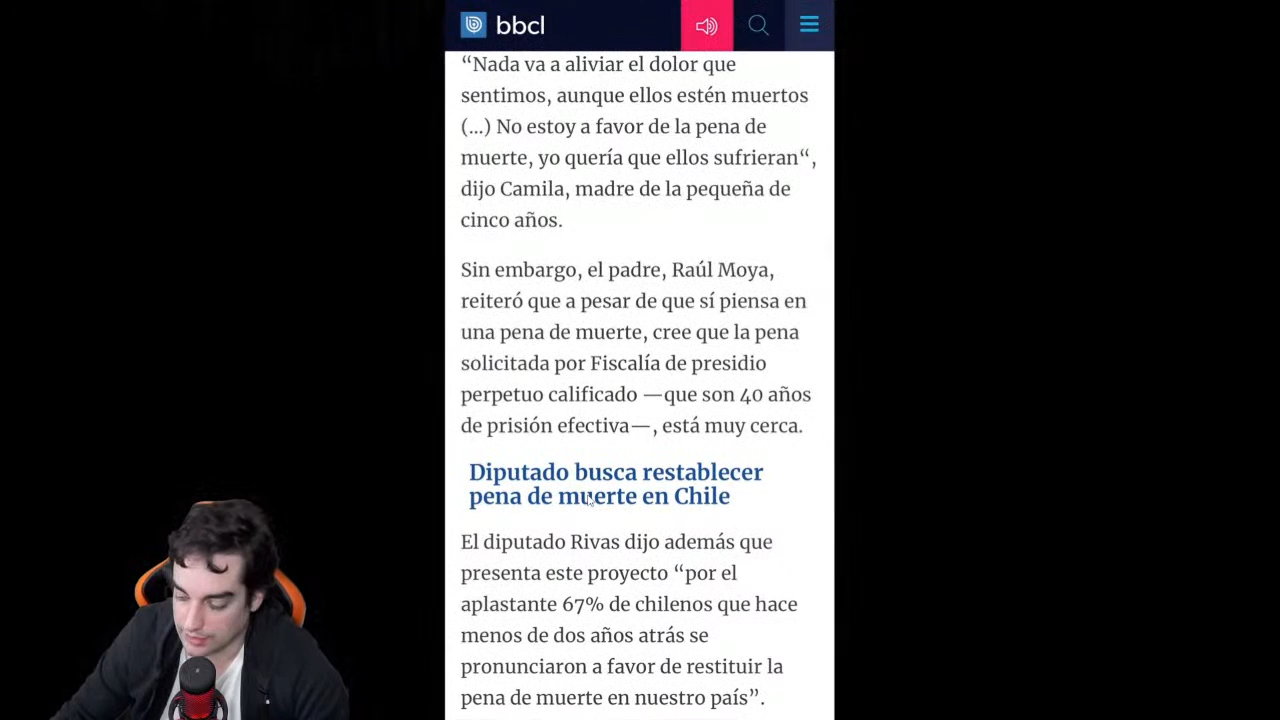 bbcl
“Nada va a aliviar el dolor que
sentimos, aunque ellos estén muertos
(...) No estoy a favor de la pena de
muerte, yo quería que ellos sufrieran“,
dijo Camila, madre de la pequeña de
cinco años.
Sin embargo, el padre, Raúl Moya,
reiteró que a pesar de que sí piensa en
una pena de muerte, cree que la pena
solicitada por Fiscalía de presidio
perpetuo calificado —que son 40 años
de prisión efectiva—, está muy cerca.
Diputado busca restablecer
pena de muerte en Chile
El diputado Rivas dijo además que
presenta este proyecto “por el
aplastante 67% de chilenos que hace
menos de dos años atrás se
pronunciaron a favor de restituir la
pena de muerte en nuestro país”.